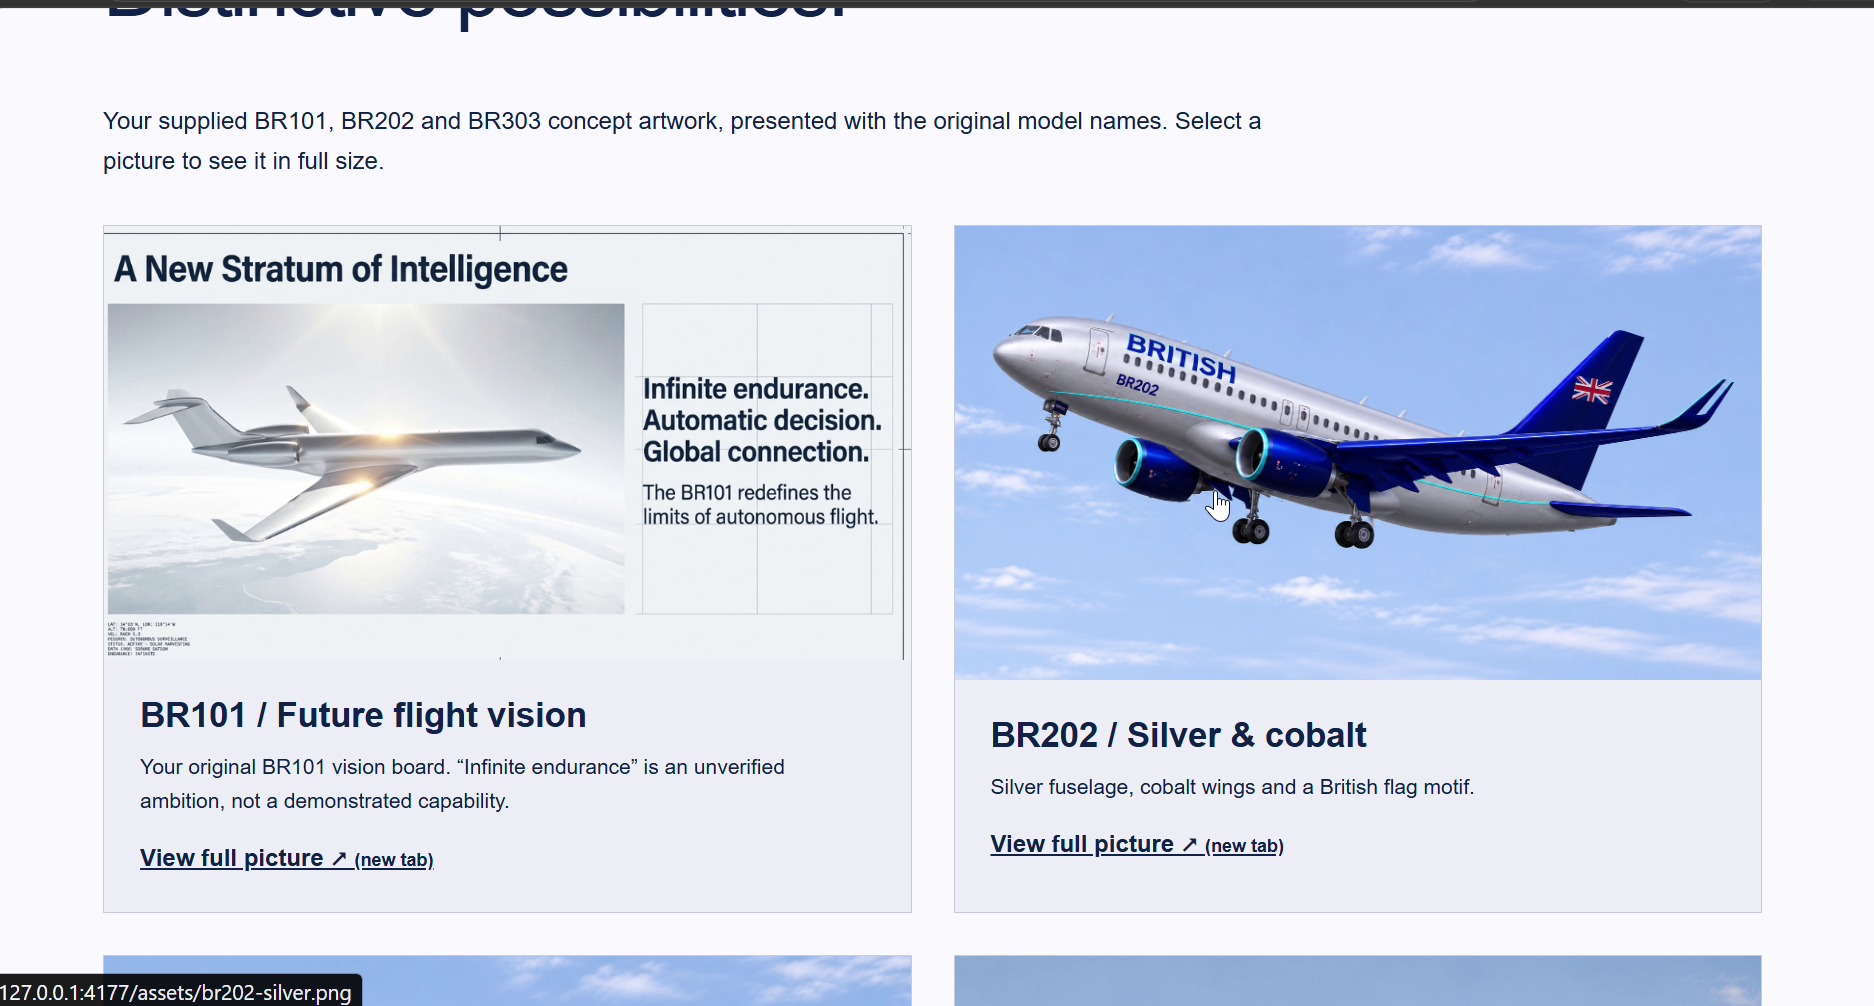 Distinctive possibilities.
Your supplied BR101, BR202 and BR303 concept artwork, presented with the original model names. Select a
picture to see it in full size.
A New Stratum of Intelligence
Infinite endurance.
Automatic decision.
Global connection.
The BR101 redefines the
limits of autonomous flight.
BRITISH
BR202
BR101 / Future flight vision
Your original BR101 vision board. “Infinite endurance” is an unverified
ambition, not a demonstrated capability.
View full picture ↗ (new tab)
BR202 / Silver & cobalt
Silver fuselage, cobalt wings and a British flag motif.
View full picture ↗ (new tab)
127.0.0.1:4177/assets/br202-silver.png